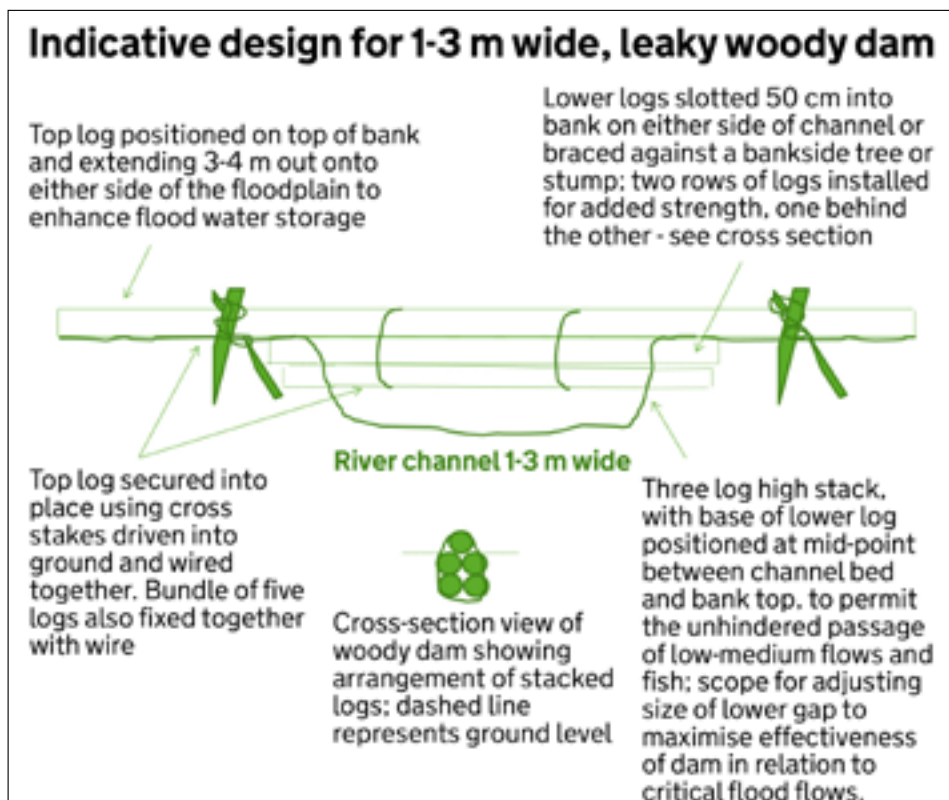 Indicative design for 1-3 m wide, leaky woody dam
Top log positioned on top of bank
and extending 3-4 m out onto
either side of the floodplain to
enhance flood water storage
Lower logs slotted 50 cm into
bank on either side of channel or
braced against a bankside tree or
stump; two rows of logs installed
for added strength, one behind
the other - see cross section
River channel 1-3 m wide
Top log secured into
place using cross
stakes driven into
ground and wired
together. Bundle of five
logs also fixed together
with wire
Cross-section view of
woody dam showing
arrangement of stacked
logs; dashed line
represents ground level
Three log high stack,
with base of lower log
positioned at mid-point
between channel bed
and bank top, to permit
the unhindered passage
of low-medium flows and
fish; scope for adjusting
size of lower gap to
maximise effectiveness
of dam in relation to
critical flood flows.